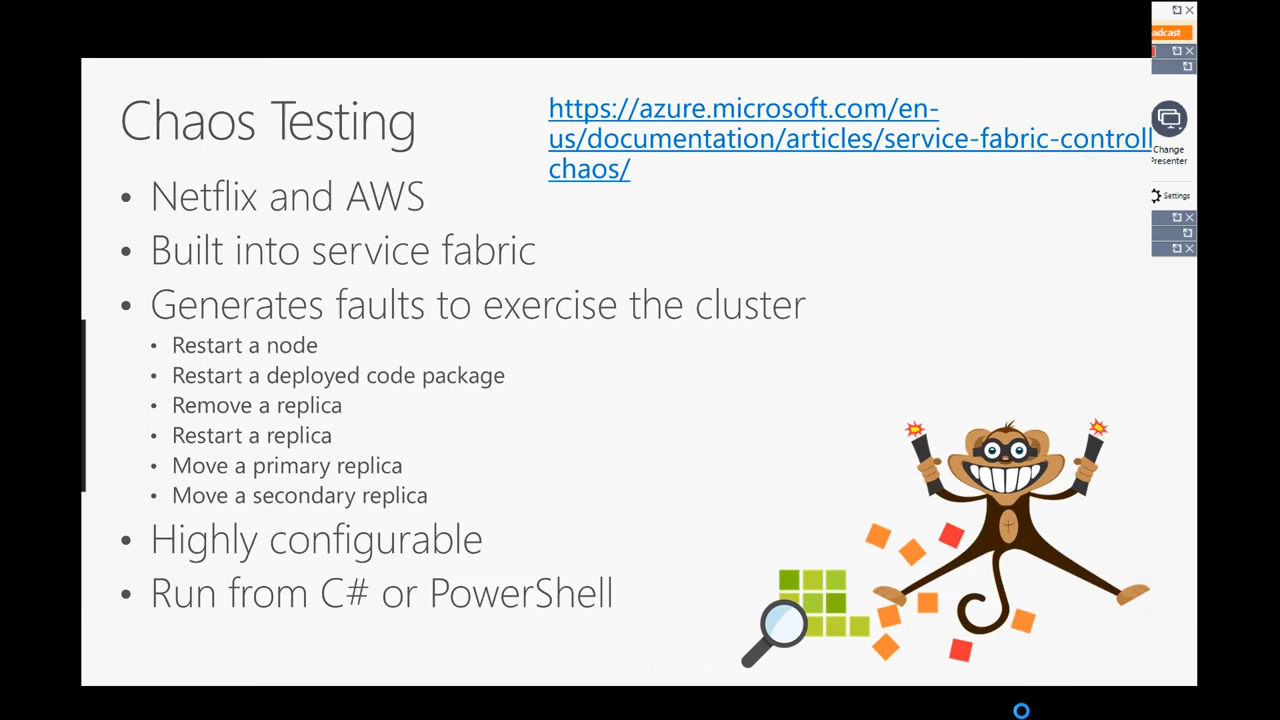 Chaos Testing
https://azure.microsoft.com/en-
us/documentation/articles/service-fabric-controll
chaos/
• Netflix and AWS
• Built into service fabric
• Generates faults to exercise the cluster
• Restart a node
• Restart a deployed code package
• Remove a replica
• Restart a replica
• Move a primary replica
• Move a secondary replica
• Highly configurable
• Run from C# or PowerShell
adcast
Change
Presenter
Settings